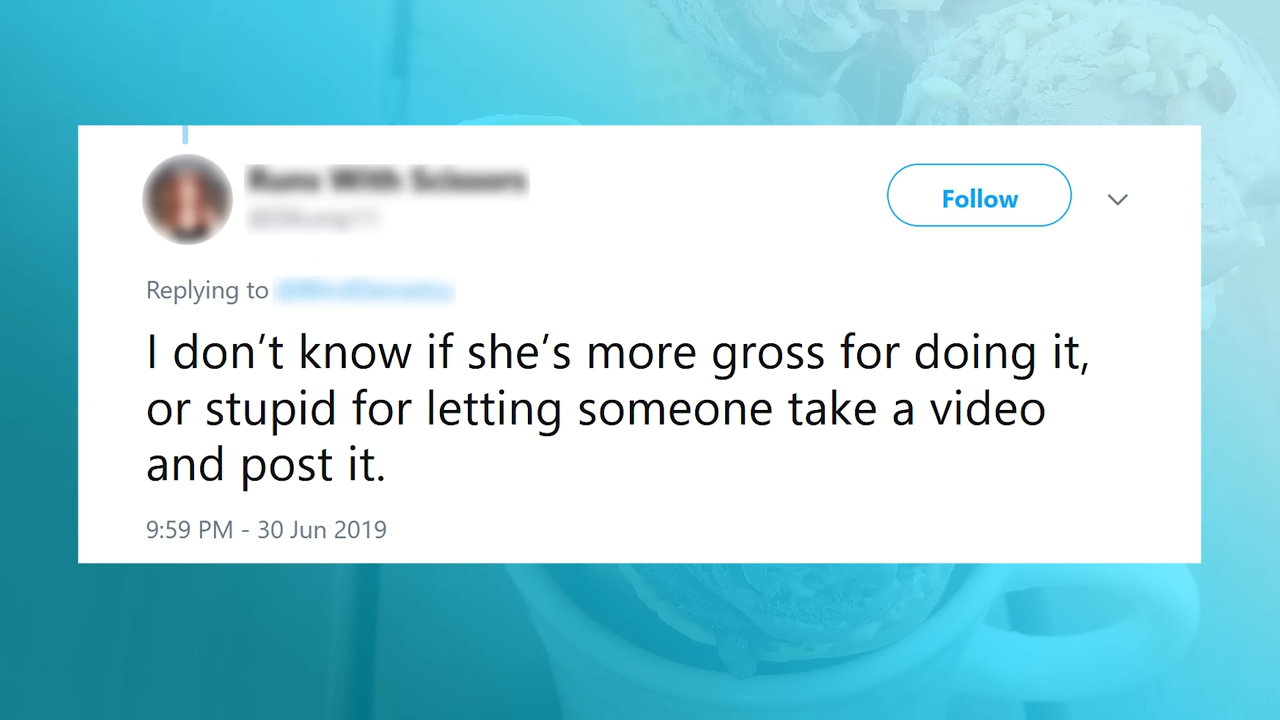 Follow
Replying to
I don’t know if she’s more gross for doing it,
or stupid for letting someone take a video
and post it.
9:59 PM - 30 Jun 2019